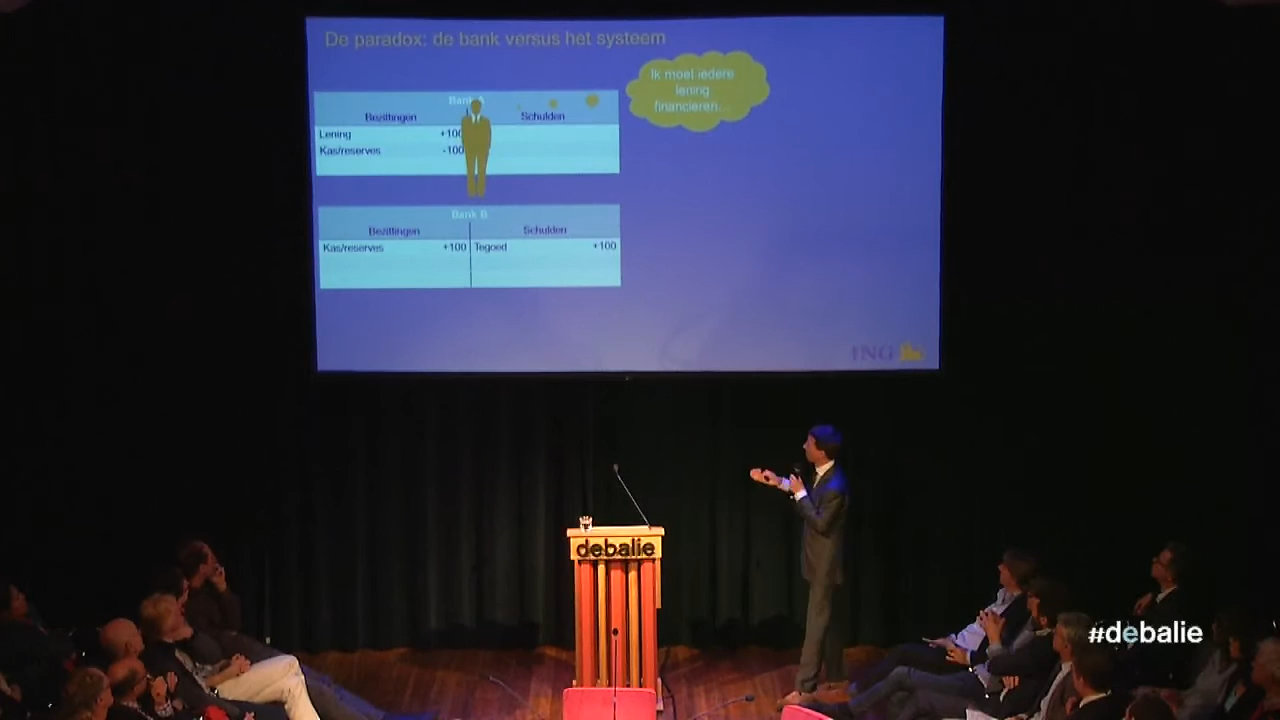 De paradox: de bank versus het systeem
Ik moet iedere
lening
financieren...
Bank A
Bezittingen Schulden
Lening +100
Kas/reserves -100
Bank B
Bezittingen Schulden
Kas/reserves +100 Tegoed +100
ING
debalie
#debalie